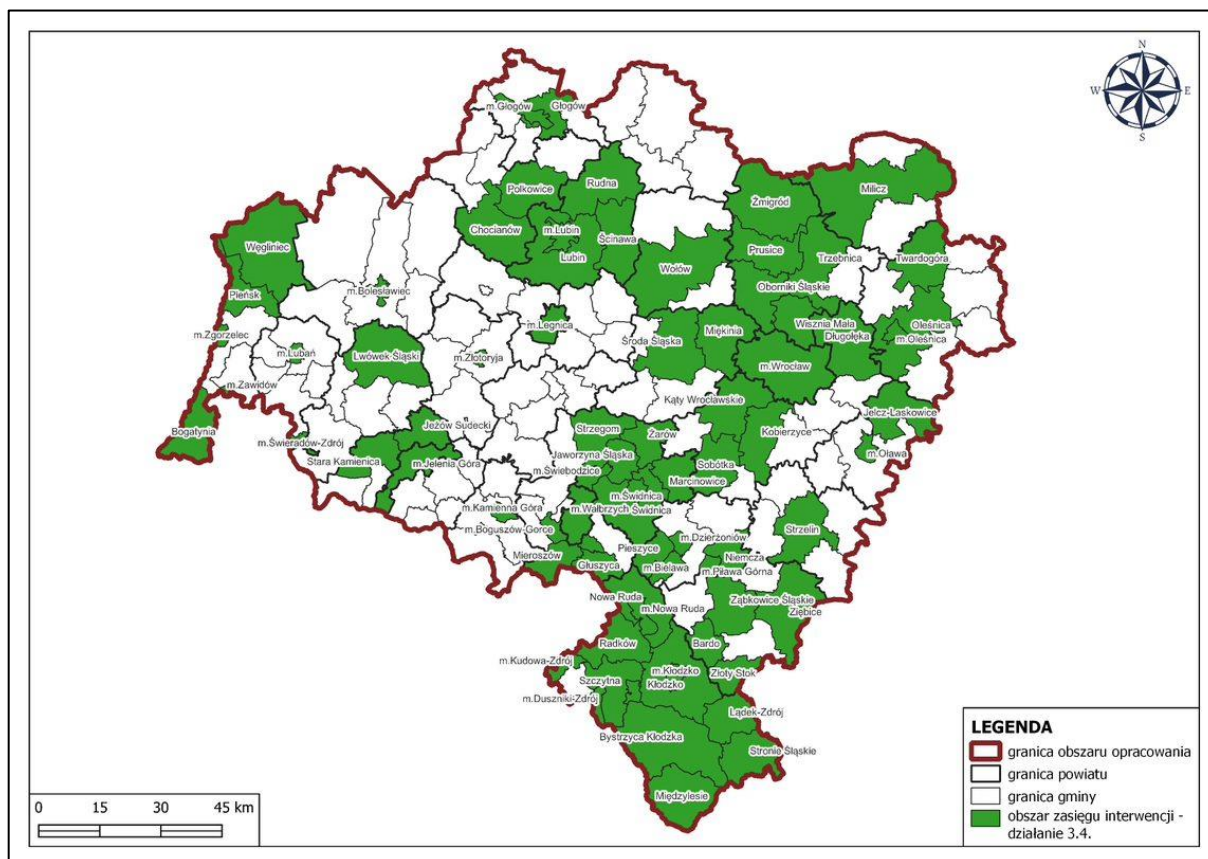 N
W E
S
m.Głogów
Głogów
Polkowice
Rudna
Milicz
Żmigród
Chocianów
m.Lubin
Ścinawa
Lubin
Węgliniec
Prusice
Trzebnica
Twardogóra
Wołów
Pieńsk
m.Bolesławiec
Oborniki Śląskie
m.Legnica
Wisznia Mała
Oleśnica
m.Zgorzelec
Środa Śląska
Miękinia
Długołęka
m.Oleśnica
m.Lubań
Lwówek-Śląski
m.Złotoryja
m.Wrocław
m.Zawidów
Kąty Wrocławskie
Jelcz-Laskowice
Bogatynia
Jeżów Sudecki
Strzegom
Żarów
Kobierzyce
m.Świeradów-Zdrój
Stara Kamienica
m.Jelenia Góra
Jaworzyna Śląska
Sobótka
m.Oława
m.Świebodzice
Marcinowice
m.Świdnica
m.Kamienna Góra
m.Wałbrzych
Świdnica
m.Boguszów-Gorce
m.Dzierżoniów
Strzelin
Mieroszów
Pieszyce
Niemcza
Głuszyca
m.Bielawa
m.Piława Górna
Nowa Ruda
m.Nowa Ruda
Ząbkowice Śląskie
Ziębice
Radków
Bardo
m.Kudowa-Zdrój
m.Kłodzko
Złoty Stok
Szczytna
Kłodzko
m.Duszniki-Zdrój
Lądek-Zdrój
Bystrzyca Kłodzka
Stronie Śląskie
Międzylesie
LEGENDA
granica obszaru opracowania
granica powiatu
granica gminy
obszar zasięgu interwencji -
działanie 3.4.
0 15 30 45 km